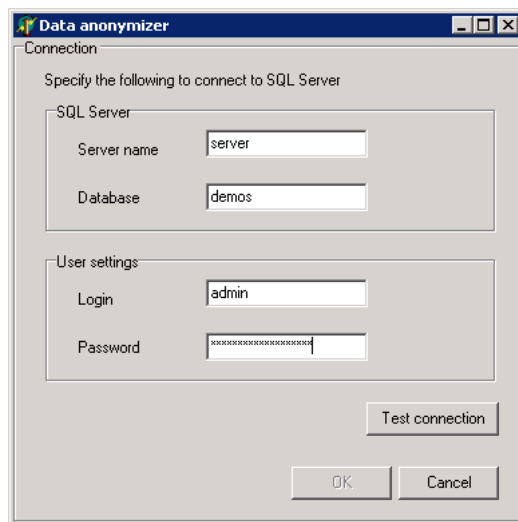 Data anonymizer
Connection
Specify the following to connect to SQL Server
SQL Server
Server name server
Database demos
User settings
Login admin
Password *******************
Test connection
OK Cancel